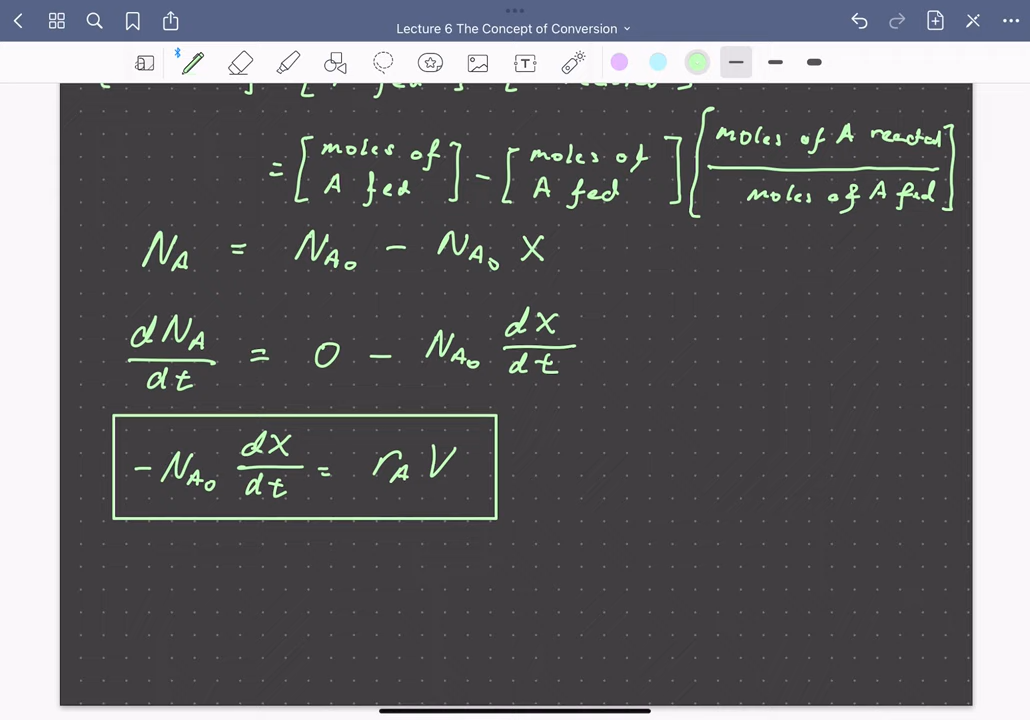 Lecture 6 The Concept of Conversion
= [moles of A fed] - [moles of A fed] [moles of A reacted / moles of A fed]
N_A = N_A0 - N_A0 X
dN_A/dt = 0 - N_A0 dX/dt
-N_A0 dX/dt = r_A V